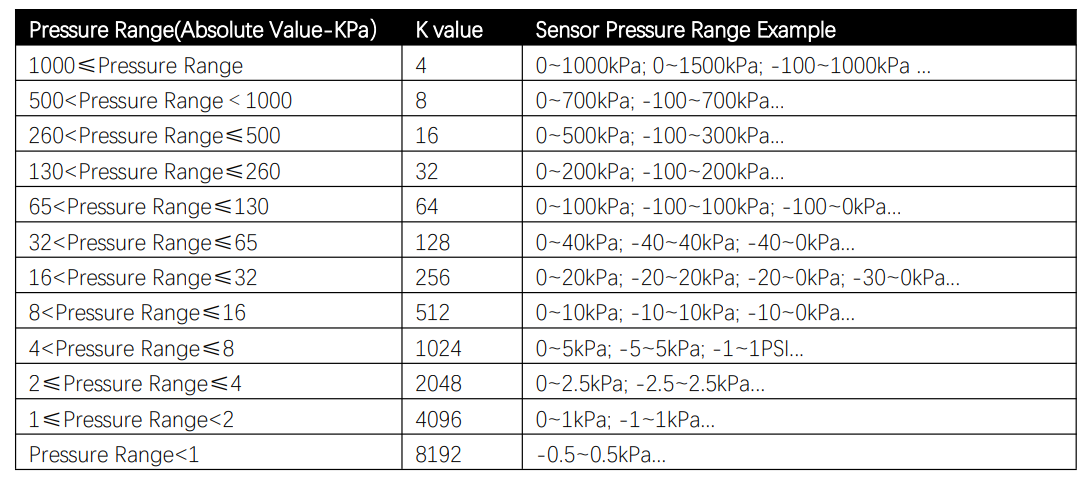 Pressure Range(Absolute Value-KPa) K value Sensor Pressure Range Example
1000≤Pressure Range 4 0~1000kPa; 0~1500kPa; -100~1000kPa ...
500<Pressure Range < 1000 8 0~700kPa; -100~700kPa...
260<Pressure Range≤500 16 0~500kPa; -100~300kPa...
130<Pressure Range≤260 32 0~200kPa; -100~200kPa...
65<Pressure Range≤130 64 0~100kPa; -100~100kPa; -100~0kPa...
32<Pressure Range≤65 128 0~40kPa; -40~40kPa; -40~0kPa...
16<Pressure Range≤32 256 0~20kPa; -20~20kPa; -20~0kPa; -30~0kPa...
8<Pressure Range≤16 512 0~10kPa; -10~10kPa; -10~0kPa...
4<Pressure Range≤8 1024 0~5kPa; -5~5kPa; -1~1PSI...
2≤Pressure Range≤4 2048 0~2.5kPa; -2.5~2.5kPa...
1≤Pressure Range<2 4096 0~1kPa; -1~1kPa...
Pressure Range<1 8192 -0.5~0.5kPa...